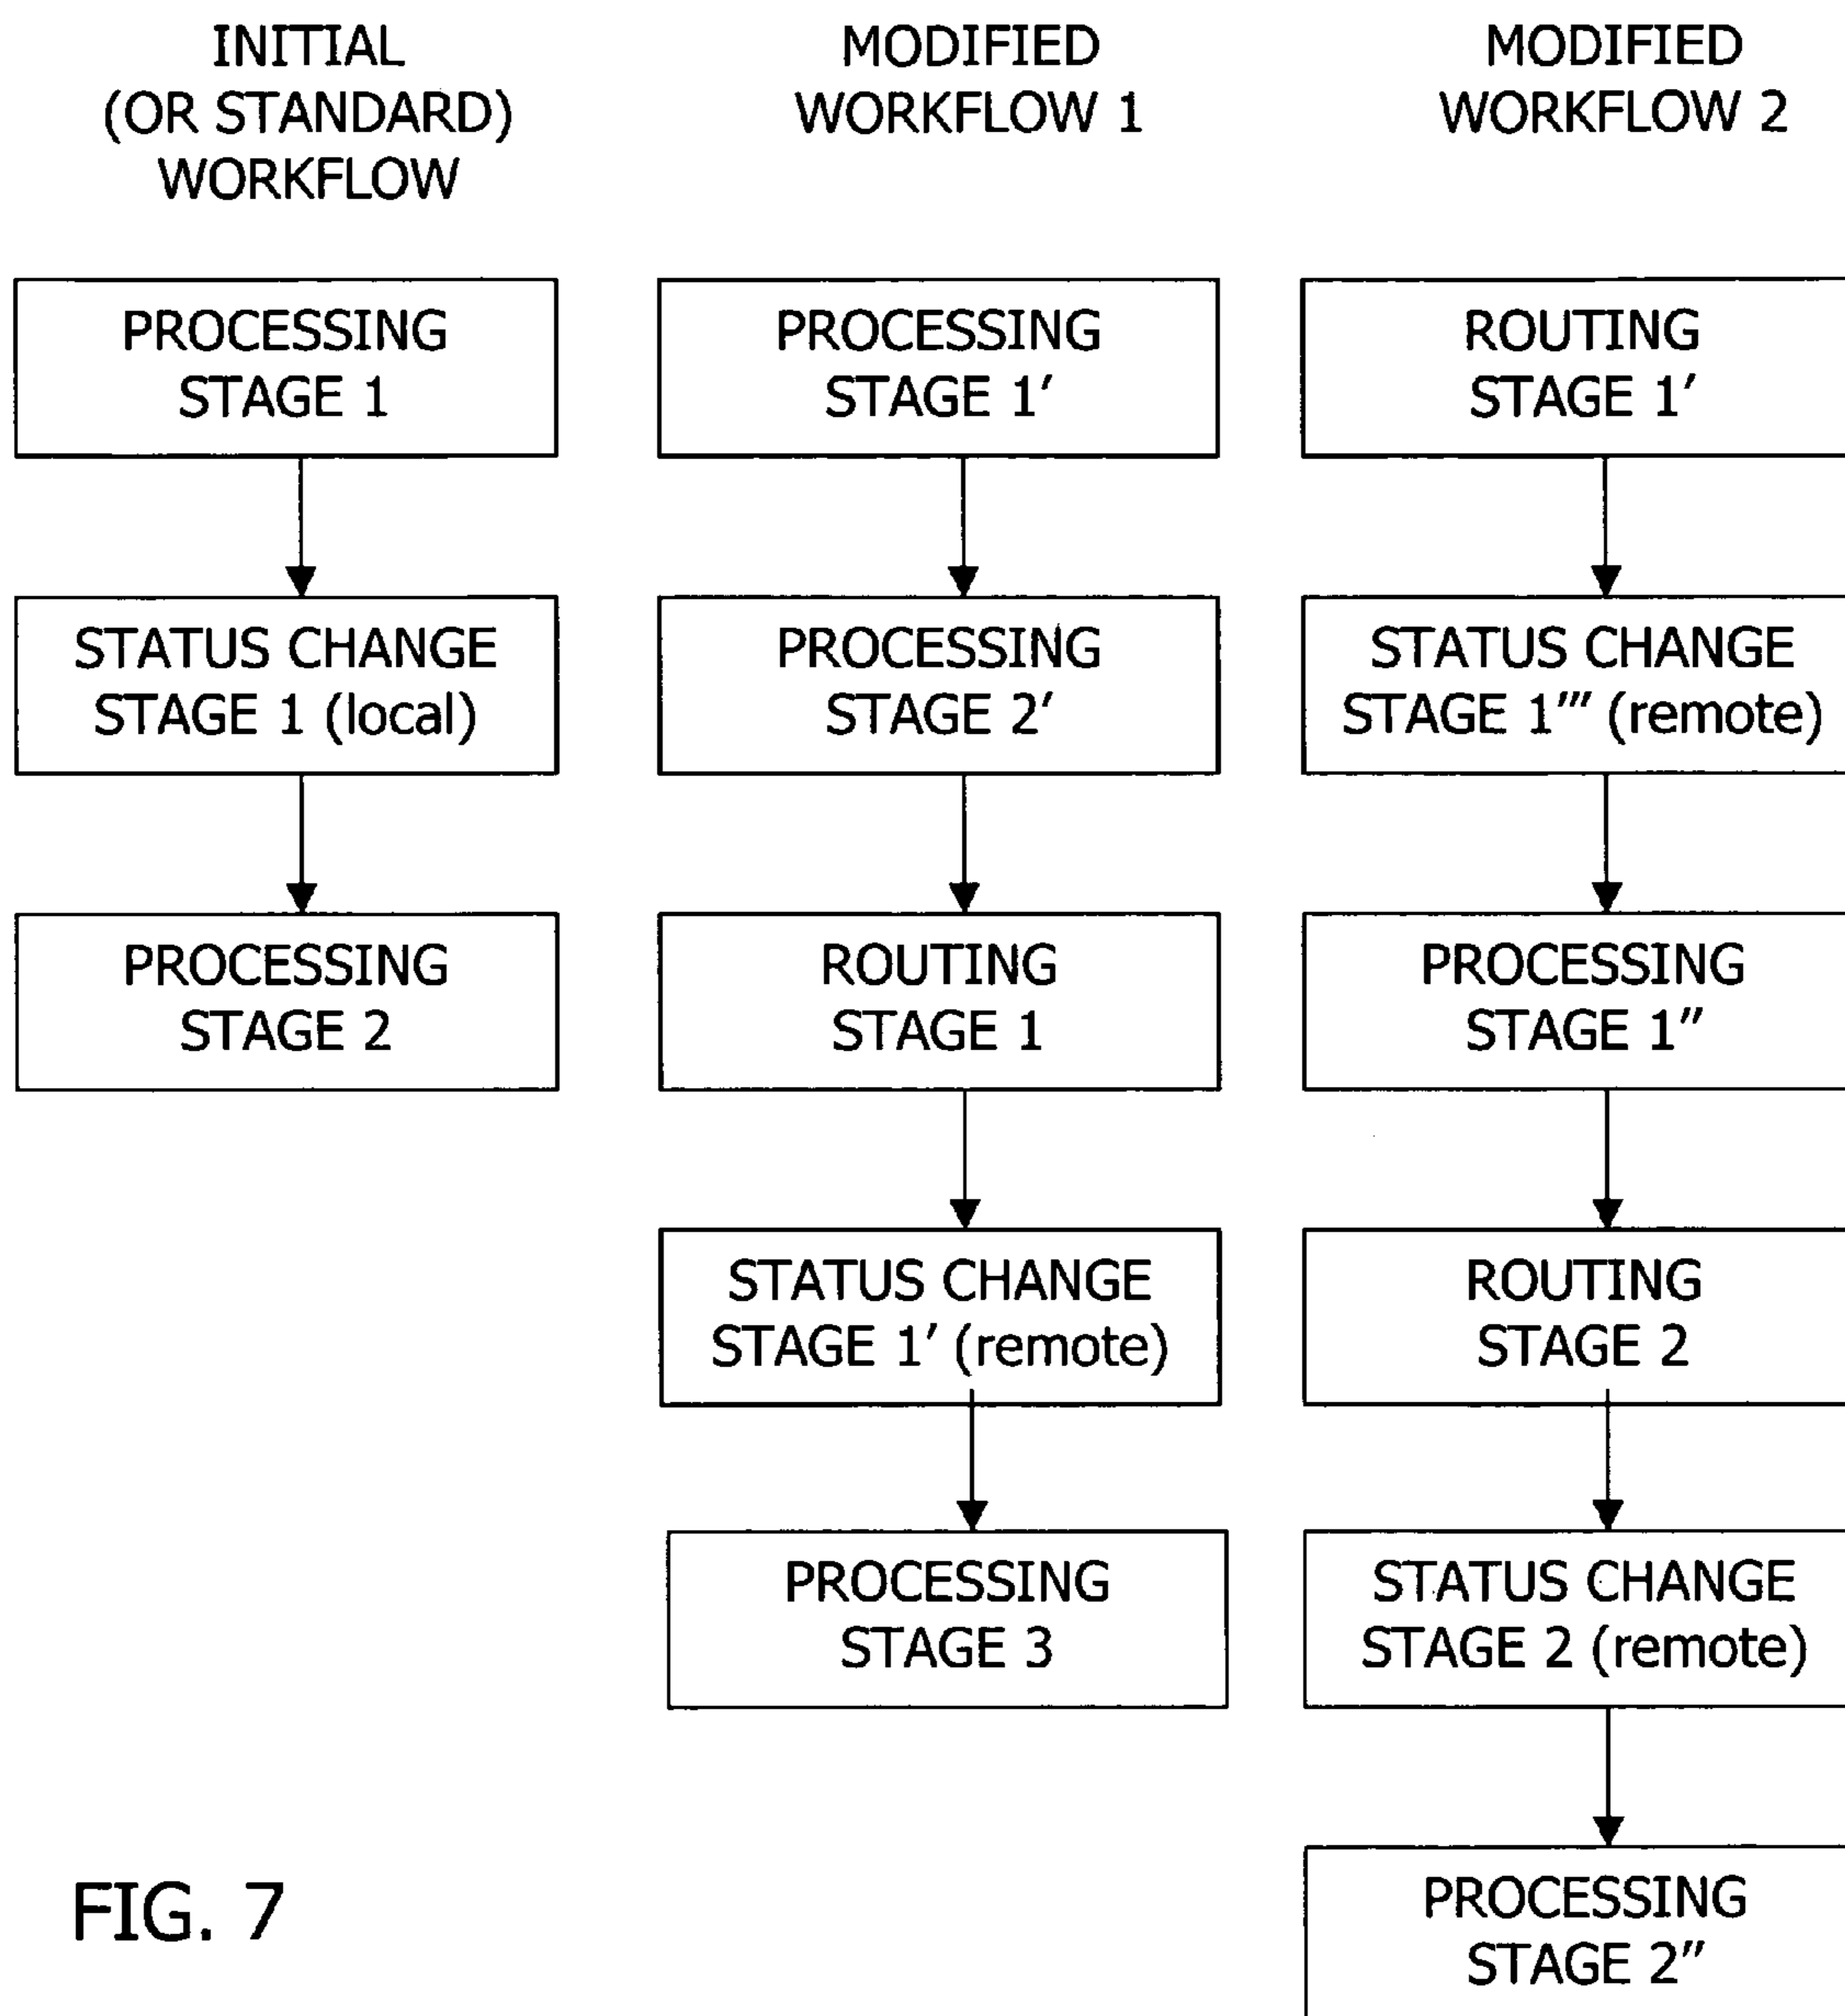 INITIAL
(OR STANDARD)
WORKFLOW
PROCESSING
STAGE 1
STATUS CHANGE
STAGE 1 (local)
PROCESSING
STAGE 2
MODIFIED
WORKFLOW 1
PROCESSING
STAGE 1′
PROCESSING
STAGE 2′
ROUTING
STAGE 1
STATUS CHANGE
STAGE 1′ (remote)
PROCESSING
STAGE 3
MODIFIED
WORKFLOW 2
ROUTING
STAGE 1′
STATUS CHANGE
STAGE 1‴ (remote)
PROCESSING
STAGE 1″
ROUTING
STAGE 2
STATUS CHANGE
STAGE 2 (remote)
PROCESSING
STAGE 2″
FIG. 7